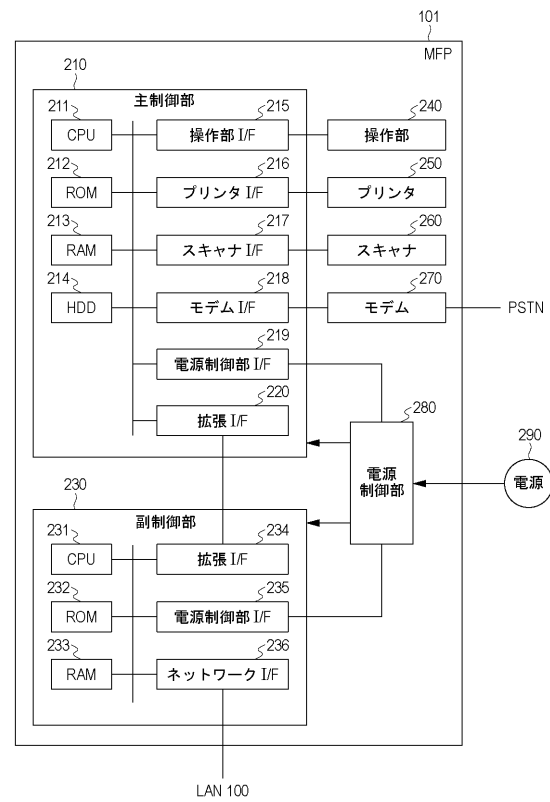 101
MFP
210
主制御部
211
CPU
215
操作部 I/F
240
操作部
212
ROM
216
プリンタ I/F
250
プリンタ
213
RAM
217
スキャナ I/F
260
スキャナ
214
HDD
218
モデム I/F
270
モデム
PSTN
219
電源制御部 I/F
220
拡張 I/F
280
電源
制御部
290
電源
230
副制御部
231
CPU
234
拡張 I/F
232
ROM
235
電源制御部 I/F
233
RAM
236
ネットワーク I/F
LAN 100